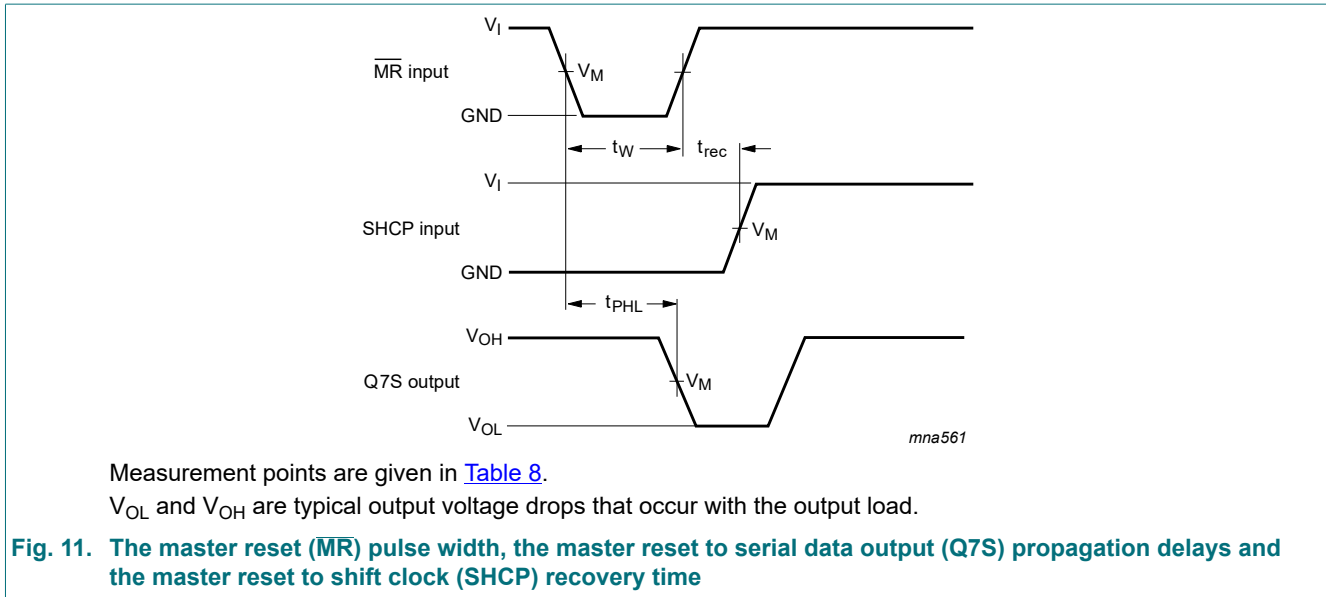 V_I
MR input
V_M
GND
t_W
t_rec
V_I
SHCP input
V_M
GND
t_PHL
V_OH
Q7S output
V_M
V_OL
mna561
Measurement points are given in Table 8.
V_OL and V_OH are typical output voltage drops that occur with the output load.
Fig. 11. The master reset (M̅R̅) pulse width, the master reset to serial data output (Q7S) propagation delays and
the master reset to shift clock (SHCP) recovery time